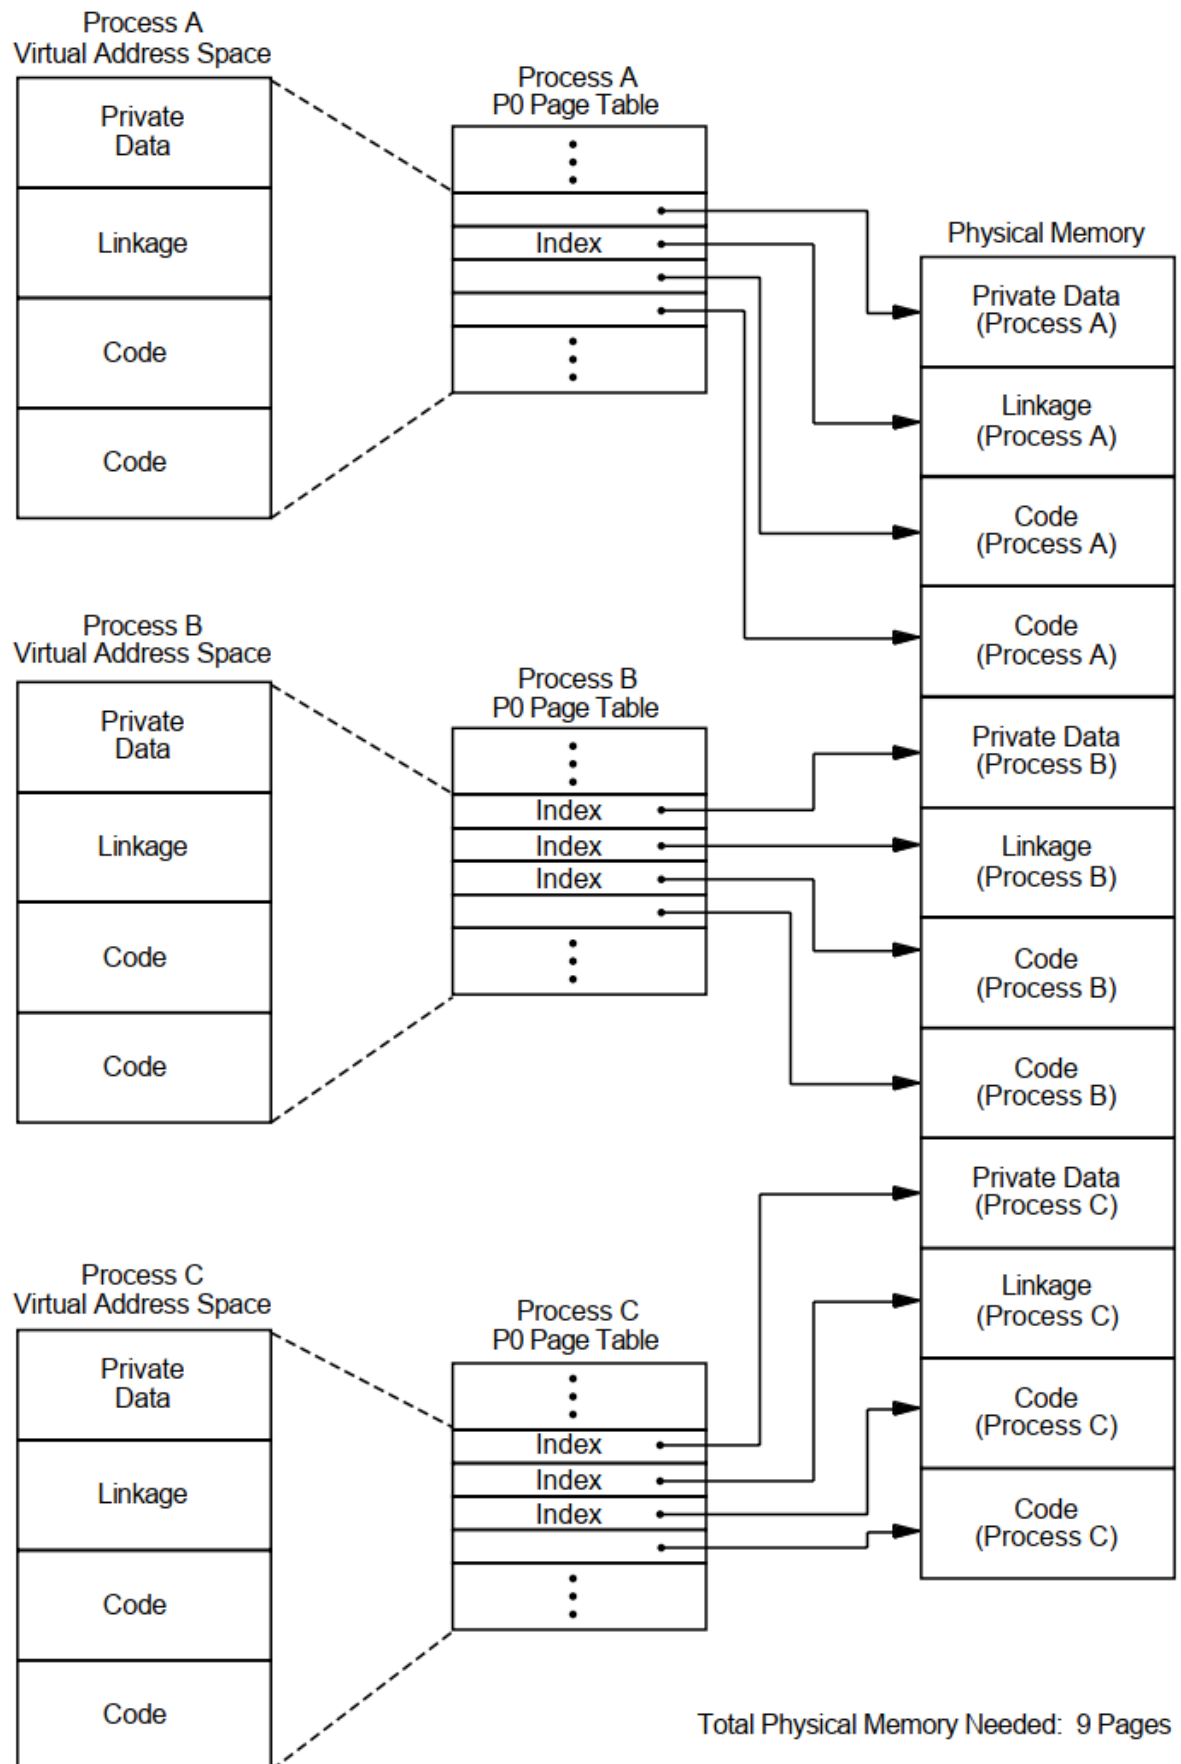 Process A
Virtual Address Space
Private
Data
Linkage
Code
Code
Process A
P0 Page Table
Index
Physical Memory
Private Data
(Process A)
Linkage
(Process A)
Code
(Process A)
Code
(Process A)
Process B
Virtual Address Space
Private
Data
Linkage
Code
Code
Process B
P0 Page Table
Index
Index
Index
Private Data
(Process B)
Linkage
(Process B)
Code
(Process B)
Code
(Process B)
Process C
Virtual Address Space
Private
Data
Linkage
Code
Code
Process C
P0 Page Table
Index
Index
Index
Private Data
(Process C)
Linkage
(Process C)
Code
(Process C)
Code
(Process C)
Total Physical Memory Needed: 9 Pages